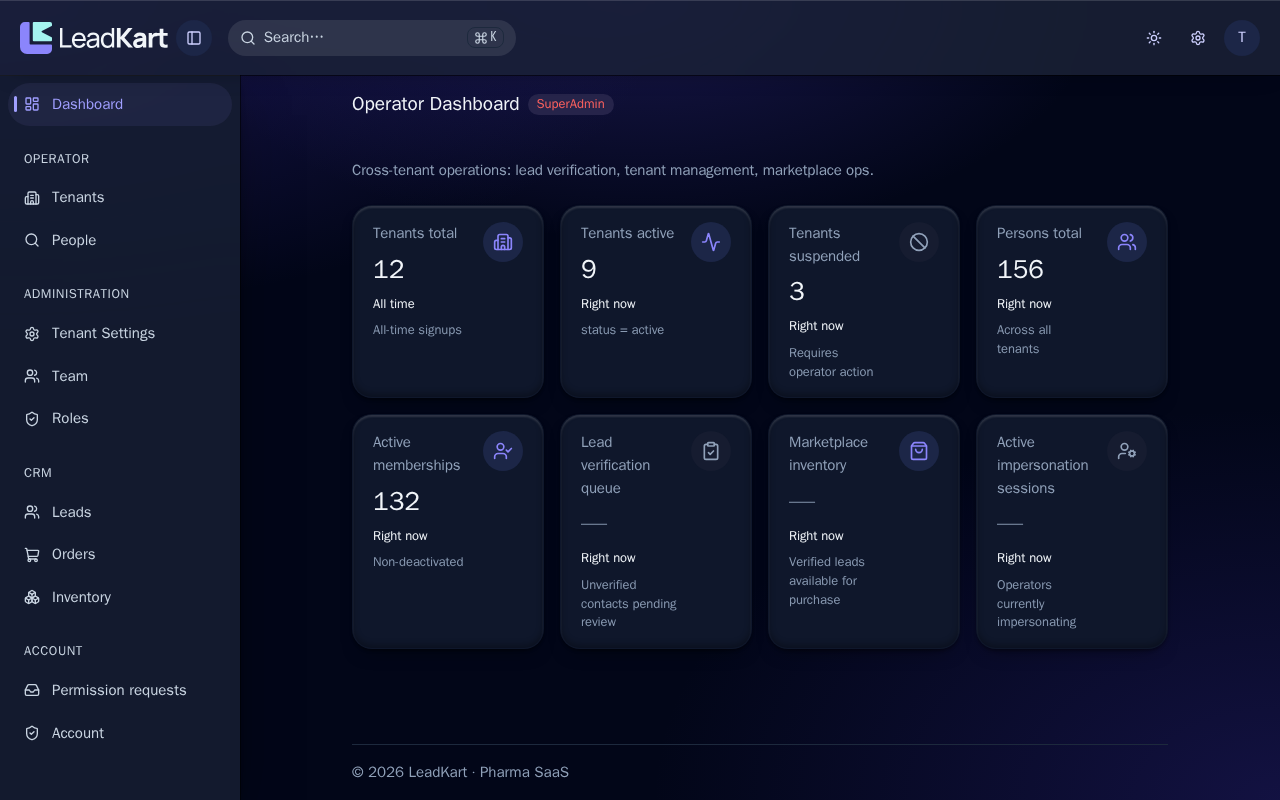 LeadKart
Search⋯
⌘K
T
Dashboard
OPERATOR
Tenants
People
ADMINISTRATION
Tenant Settings
Team
Roles
CRM
Leads
Orders
Inventory
ACCOUNT
Permission requests
Account
Operator Dashboard
SuperAdmin
Cross-tenant operations: lead verification, tenant management, marketplace ops.
Tenants total
12
All time
All-time signups
Tenants active
9
Right now
status = active
Tenants
suspended
3
Right now
Requires
operator action
Persons total
156
Right now
Across all
tenants
Active
memberships
132
Right now
Non-deactivated
Lead
verification
queue
—
Right now
Unverified
contacts pending
review
Marketplace
inventory
—
Right now
Verified leads
available for
purchase
Active
impersonation
sessions
—
Right now
Operators
currently
impersonating
© 2026 LeadKart · Pharma SaaS